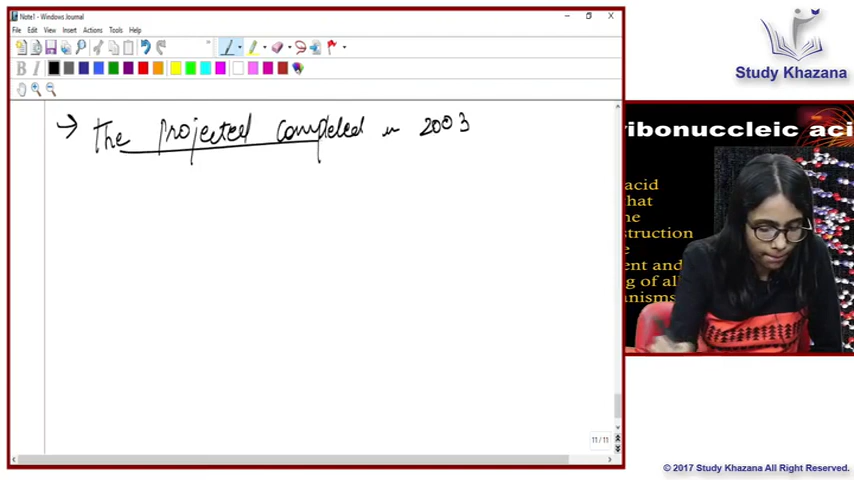 Note1 - Windows Journal
File Edit View Insert Actions Tools Help
B I
→ The projected completed in 2003
11/11
Study Khazana
ribonuccleic aci
acid
hat
he
struction
e
ent and
g of all
anisms
© 2017 Study Khazana All Right Reserved.